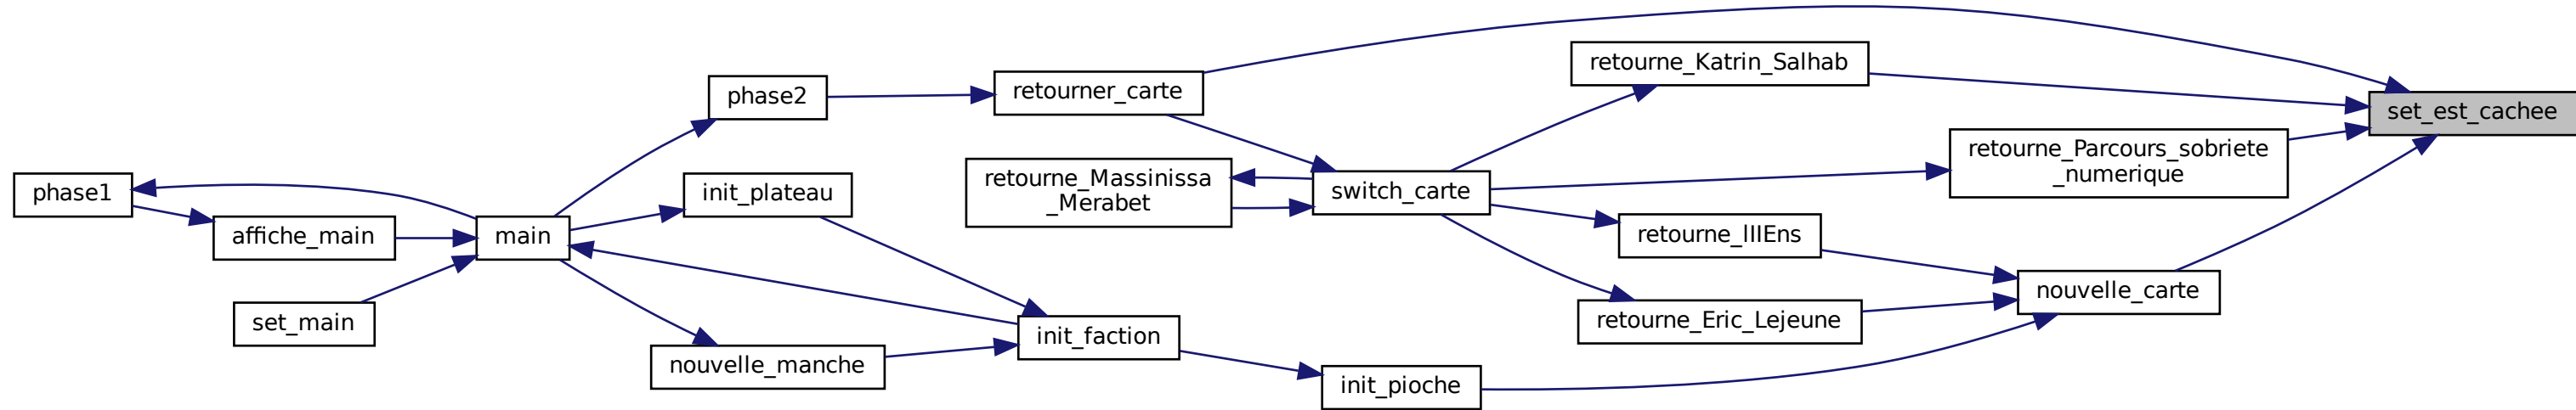 phase1
affiche_main
set_main
main
phase2
init_plateau
nouvelle_manche
retourner_carte
retourne_Massinissa
_Merabet
init_faction
switch_carte
init_pioche
retourne_Katrin_Salhab
retourne_lIIEns
retourne_Eric_Lejeune
retourne_Parcours_sobriete
_numerique
nouvelle_carte
set_est_cachee